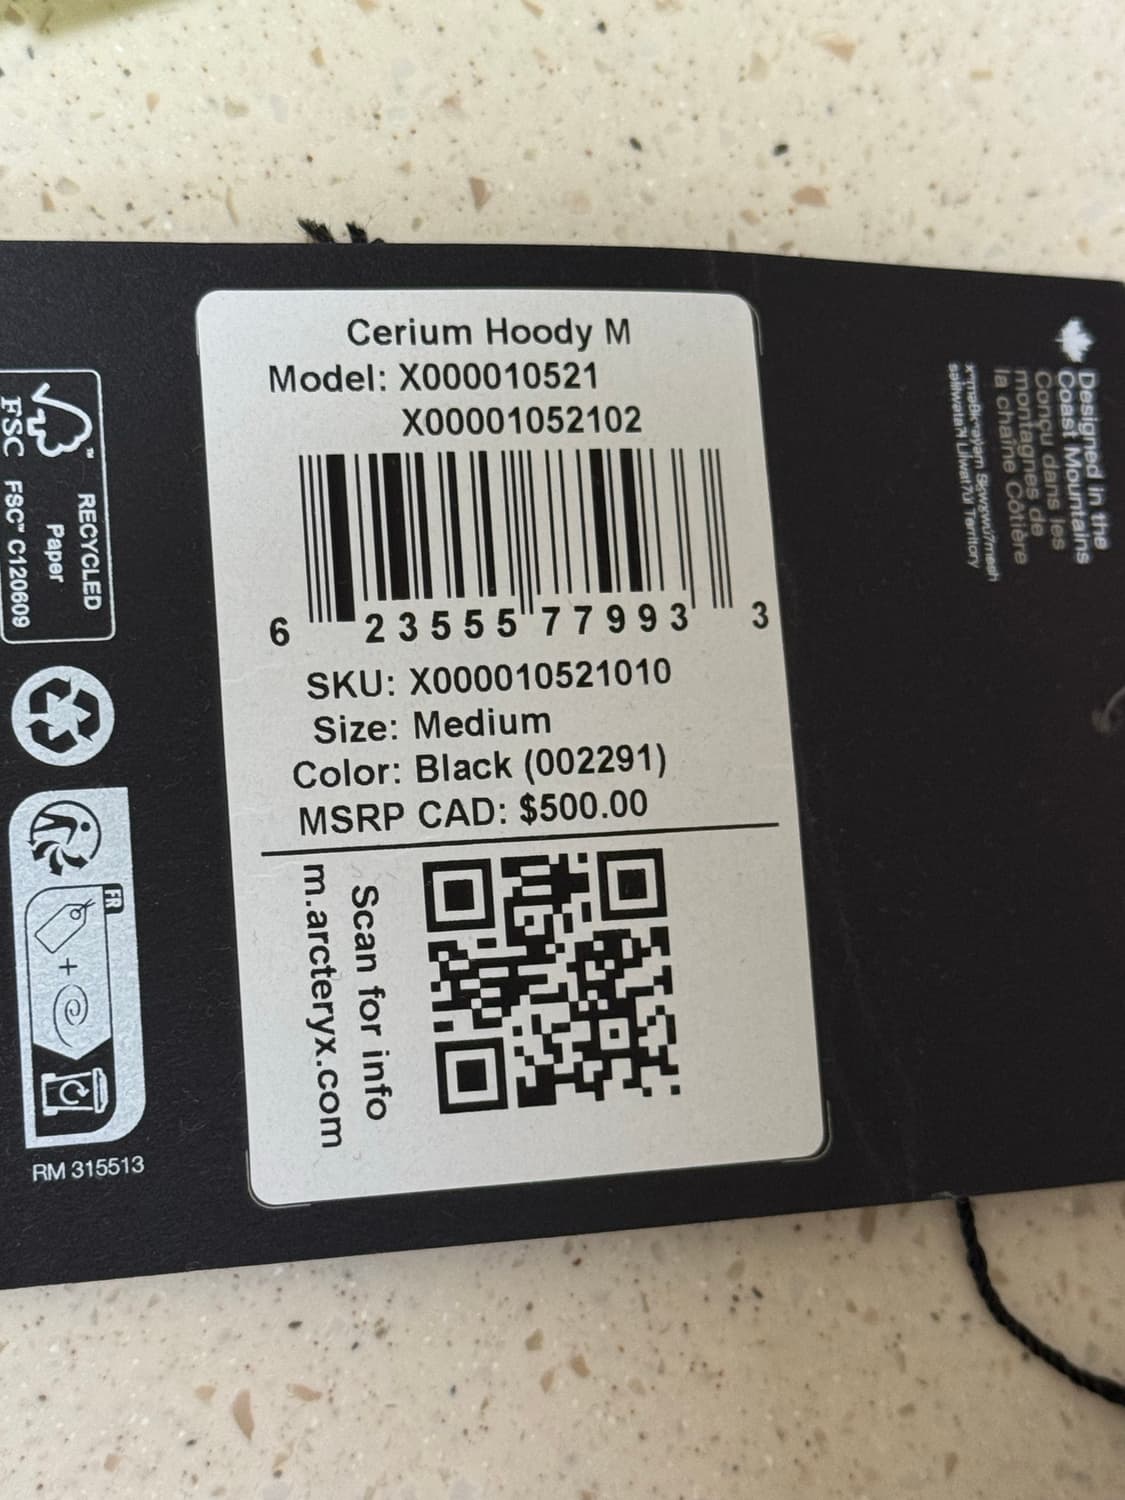 Cerium Hoody M
Model: X000010521
X00001052102
6 23555 77993 3
SKU: X000010521010
Size: Medium
Color: Black (002291)
MSRP CAD: $500.00
Scan for info
m.arcteryx.com
FSC
RECYCLED
Paper
FSC™ C120609
FR
RM 315513
Designed in the
Coast Mountains
Conçu dans les
montagnes de
la chaîne Côtière
Territory